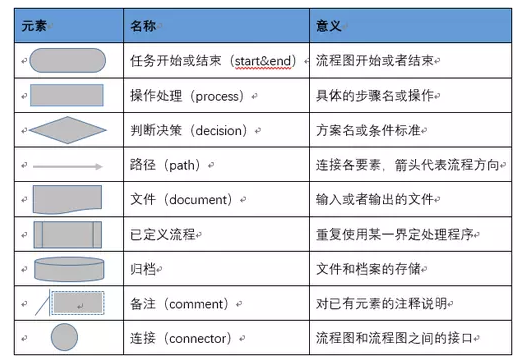 元素 名称 意义
任务开始或结束（start&end） 流程图开始或者结束
操作处理（process） 具体的步骤名或操作
判断决策（decision） 方案名或条件标准
路径（path） 连接各要素，箭头代表流程方向
文件（document） 输入或者输出的文件
已定义流程 重复使用某一界定处理程序
归档 文件和档案的存储
备注（comment） 对已有元素的注释说明
连接（connector） 流程图和流程图之间的接口